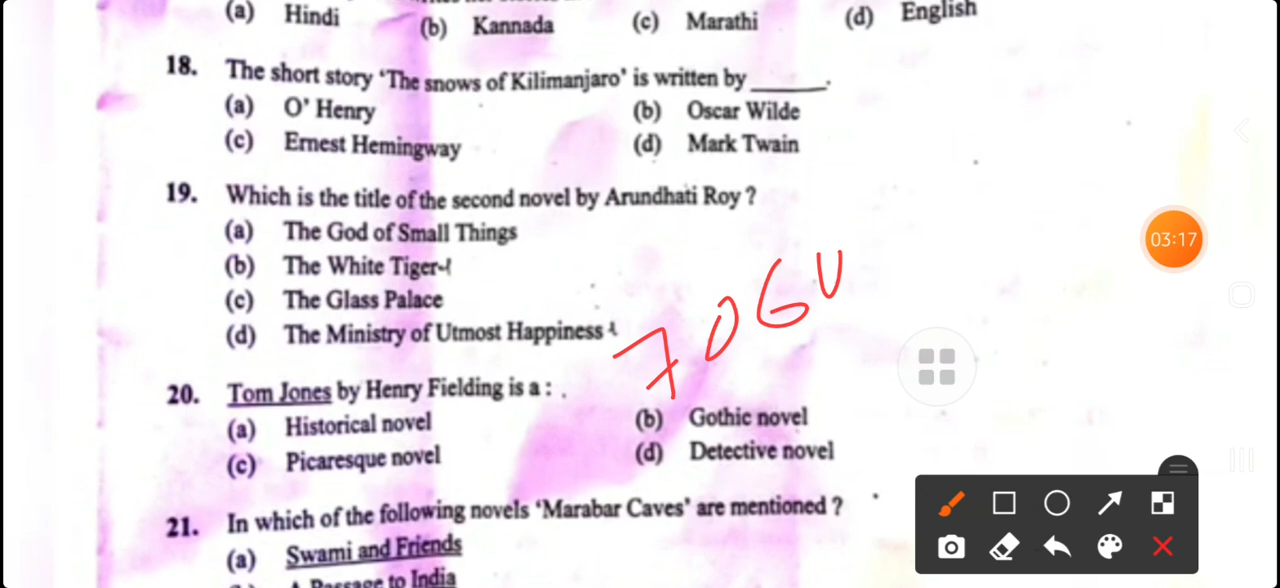 (a) Hindi (b) Kannada (c) Marathi (d) English
18. The short story ‘The snows of Kilimanjaro’ is written by ______.
(a) O’ Henry (b) Oscar Wilde
(c) Ernest Hemingway (d) Mark Twain
19. Which is the title of the second novel by Arundhati Roy ?
(a) The God of Small Things
(b) The White Tiger
(c) The Glass Palace
(d) The Ministry of Utmost Happiness
20. Tom Jones by Henry Fielding is a :
(a) Historical novel (b) Gothic novel
(c) Picaresque novel (d) Detective novel
21. In which of the following novels ‘Marabar Caves’ are mentioned ?
(a) Swami and Friends
A Passage to India
03:17